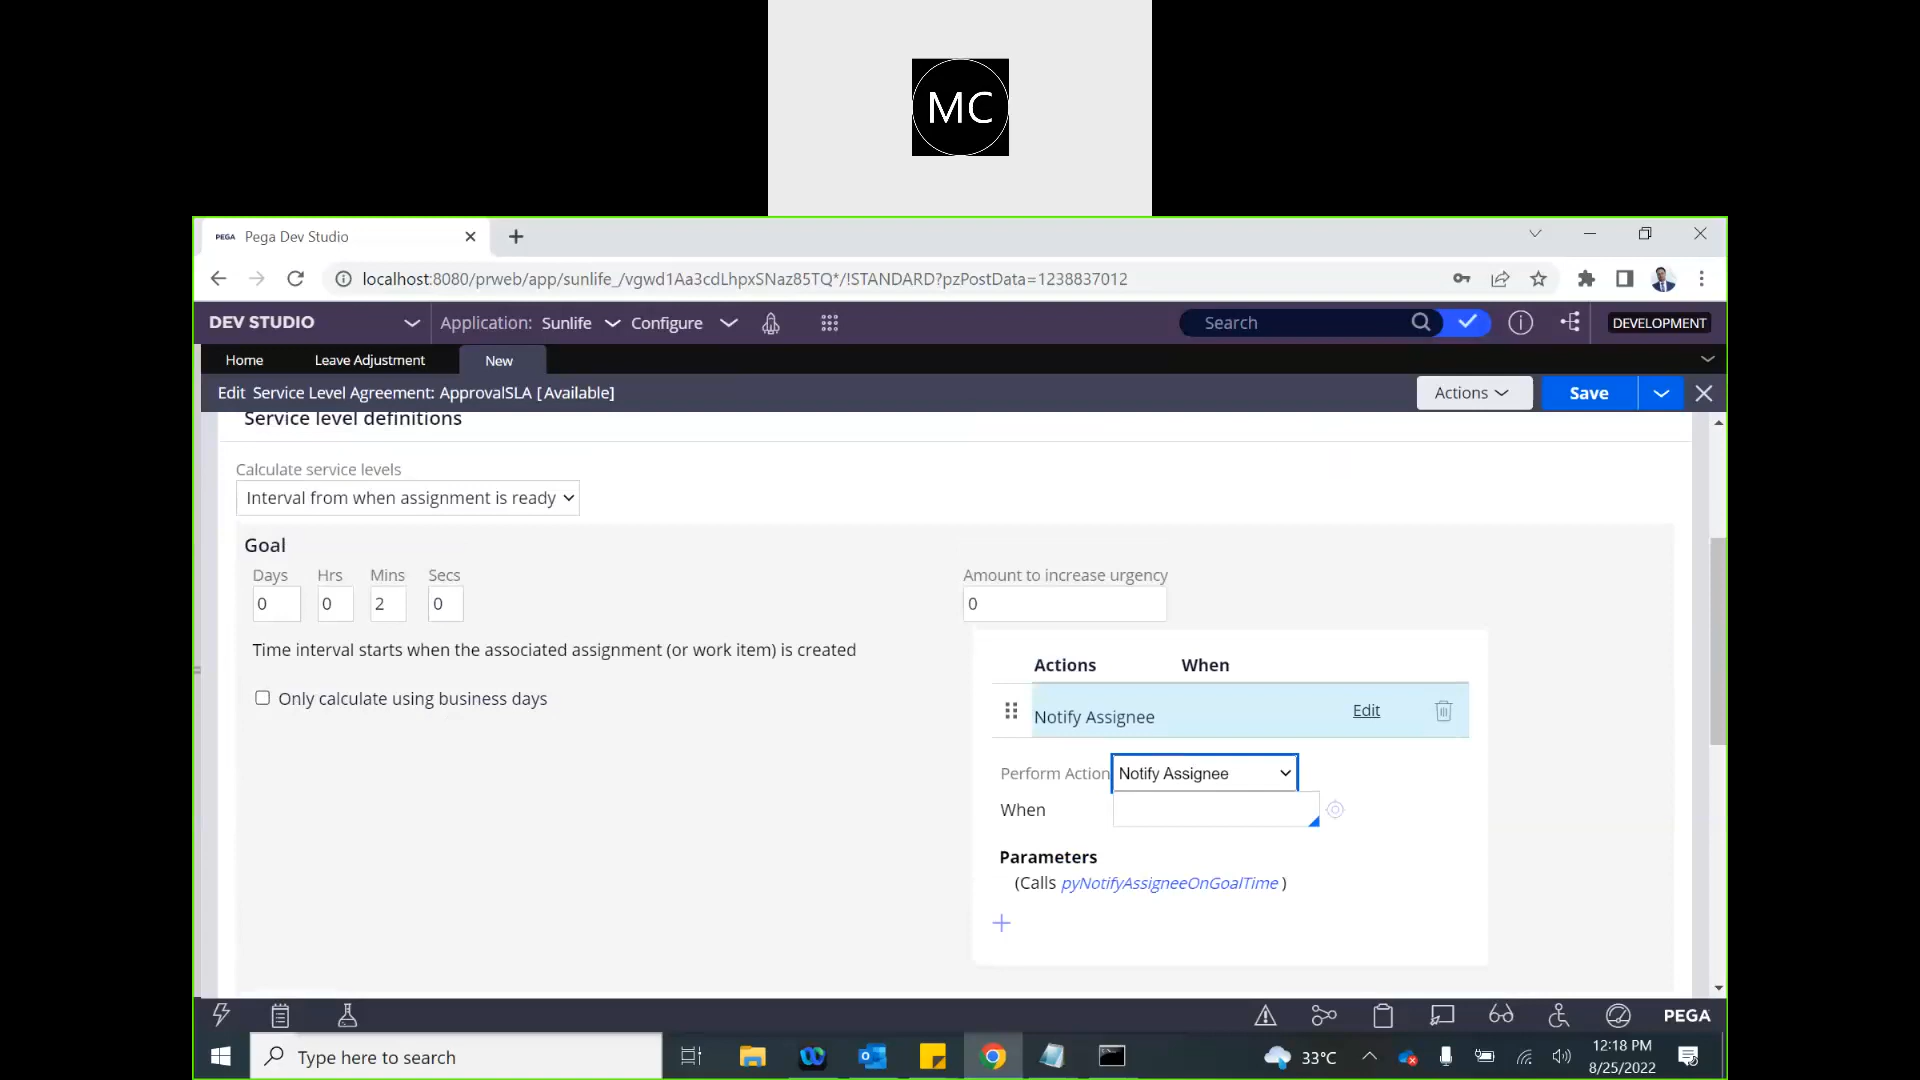 MC
PEGA Pega Dev Studio
localhost:8080/prweb/app/sunlife_/vgwd1Aa3cdLhpxSNaz85TQ*/!STANDARD?pzPostData=1238837012
DEV STUDIO Application: Sunlife Configure Search DEVELOPMENT
Home Leave Adjustment New
Edit Service Level Agreement: ApprovalSLA [Available] Actions Save
Service level definitions
Calculate service levels
Interval from when assignment is ready
Goal
Days Hrs Mins Secs Amount to increase urgency
0 0 2 0 0
Time interval starts when the associated assignment (or work item) is created
Actions When
Only calculate using business days
Notify Assignee Edit
Perform Action Notify Assignee
When
Parameters
(Calls pyNotifyAssigneeOnGoalTime )
PEGA
Type here to search 33°C 12:18 PM
8/25/2022